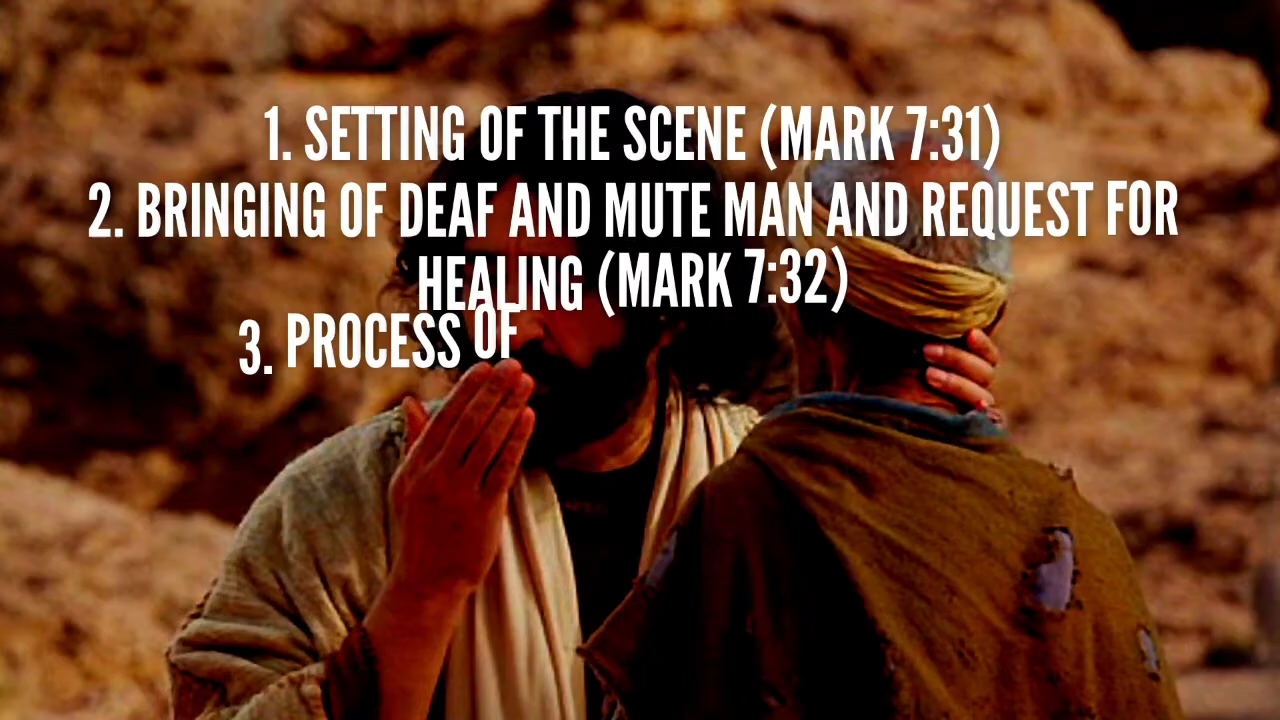 1. SETTING OF THE SCENE (MARK 7:31)
2. BRINGING OF DEAF AND MUTE MAN AND REQUEST FOR
HEALING (MARK 7:32)
3. PROCESS OF